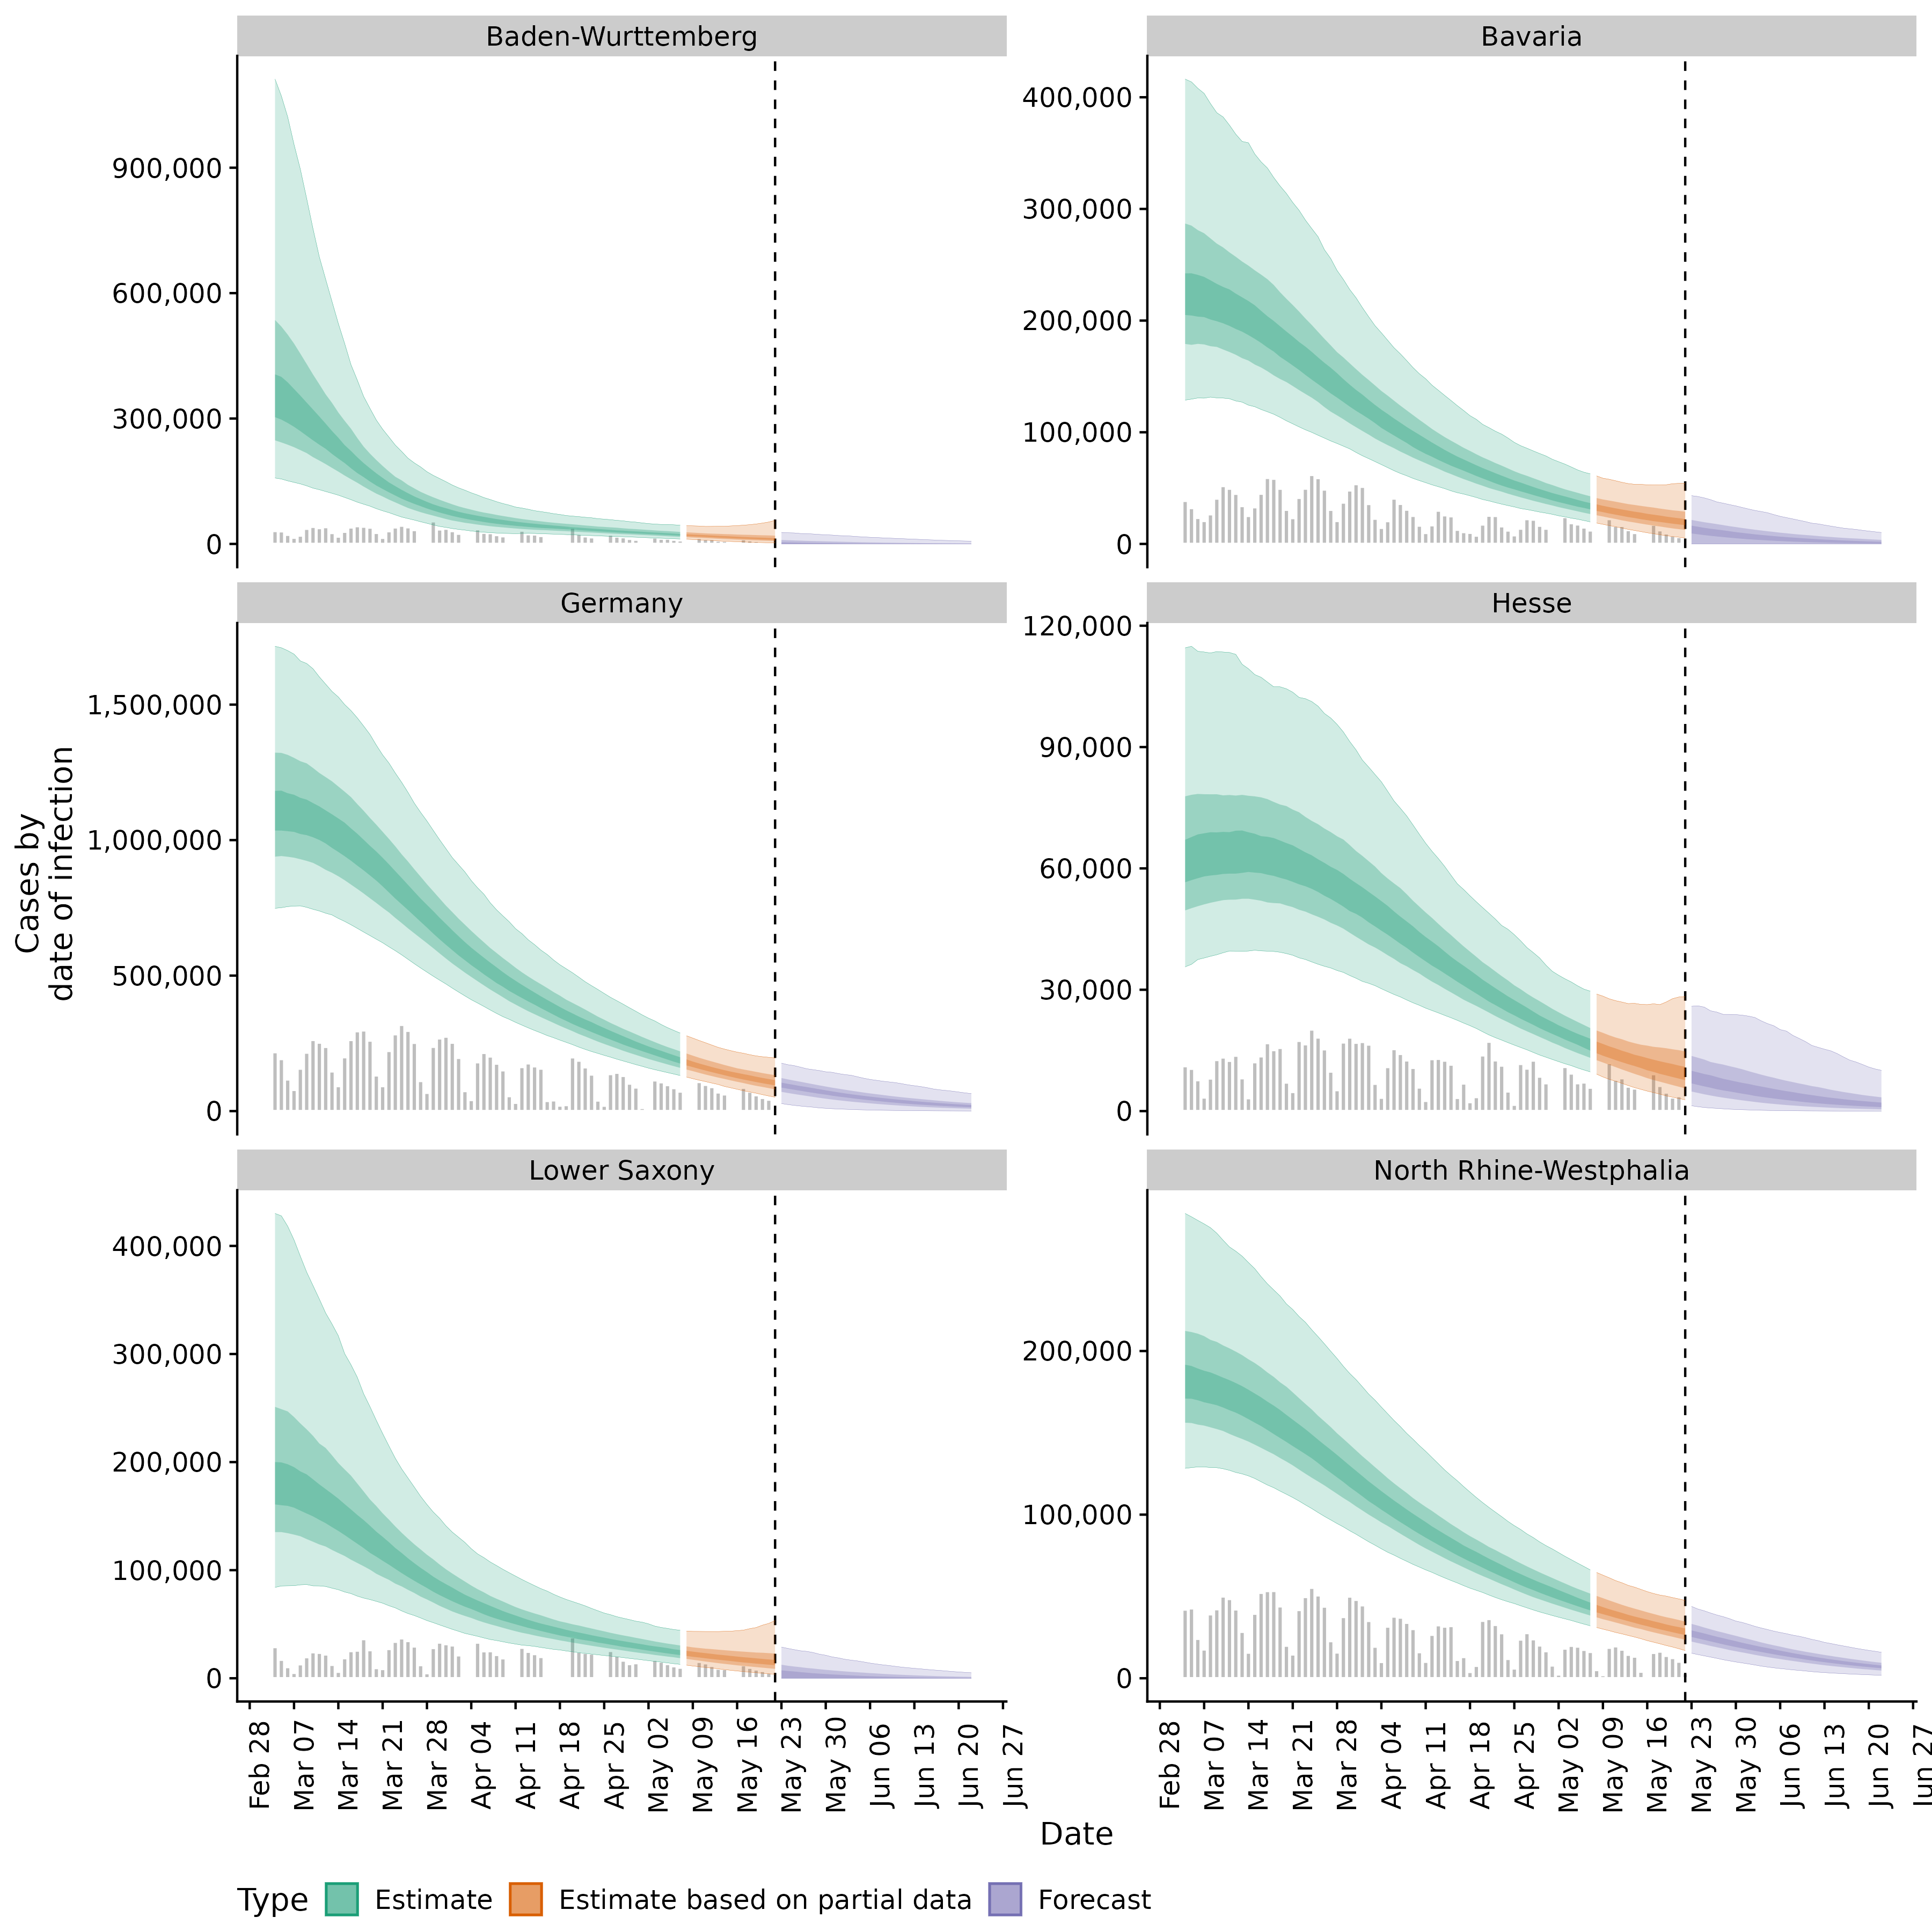 Baden-Wurttemberg
Bavaria
900,000
600,000
300,000
0
400,000
300,000
200,000
100,000
0
Germany
Hesse
1,500,000
1,000,000
500,000
0
120,000
90,000
60,000
30,000
0
Cases by
date of infection
Lower Saxony
North Rhine-Westphalia
400,000
300,000
200,000
100,000
0
200,000
100,000
0
Feb 28
Mar 07
Mar 14
Mar 21
Mar 28
Apr 04
Apr 11
Apr 18
Apr 25
May 02
May 09
May 16
May 23
May 30
Jun 06
Jun 13
Jun 20
Jun 27
Feb 28
Mar 07
Mar 14
Mar 21
Mar 28
Apr 04
Apr 11
Apr 18
Apr 25
May 02
May 09
May 16
May 23
May 30
Jun 06
Jun 13
Jun 20
Jun 27
Date
Type Estimate Estimate based on partial data Forecast